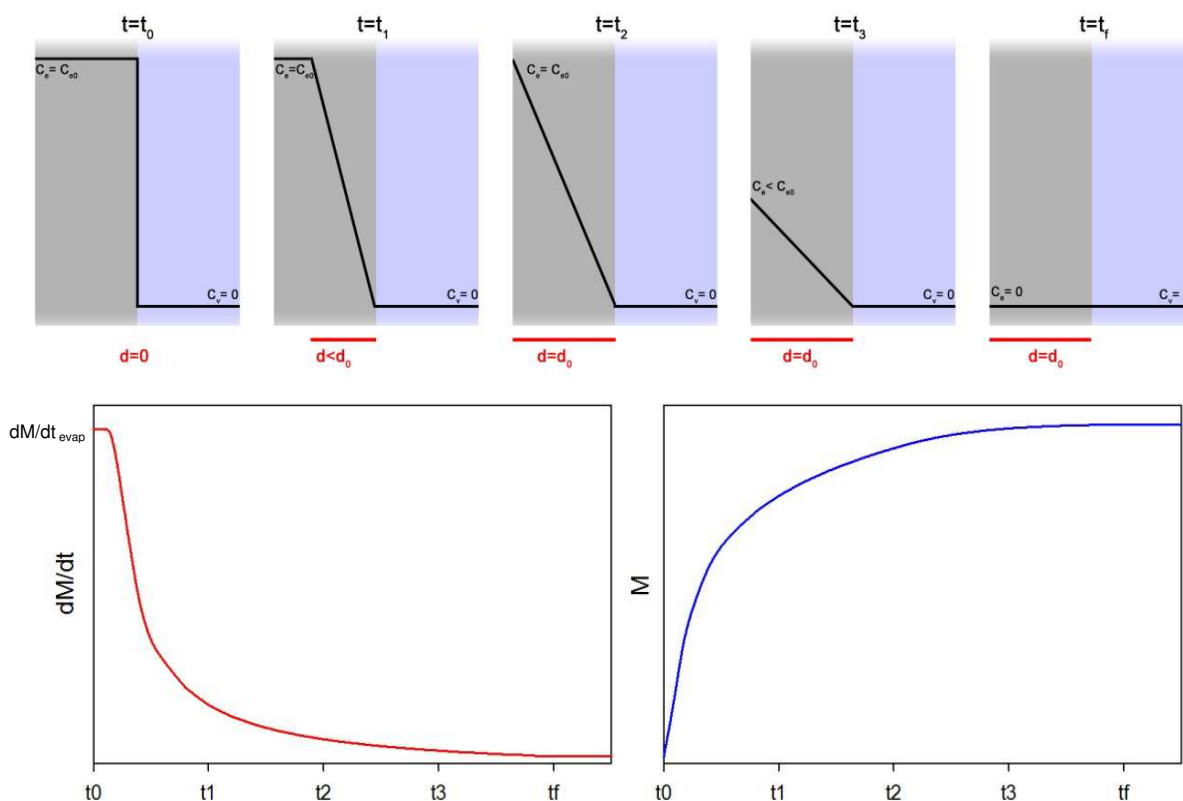 t=t₀ t=t₁ t=t₂ t=t₃ t=t_f
Cₑ= Cₑ₀ Cₑ=Cₑ₀ Cₑ= Cₑ₀
Cₑ< Cₑ₀
Cᵥ= 0 Cᵥ= 0 Cᵥ= 0 Cᵥ= 0 Cₑ= 0 Cᵥ=
d=0 d<d₀ d=d₀ d=d₀ d=d₀
dM/dt evap
dM/dt
M
t0 t1 t2 t3 tf
t0 t1 t2 t3 tf